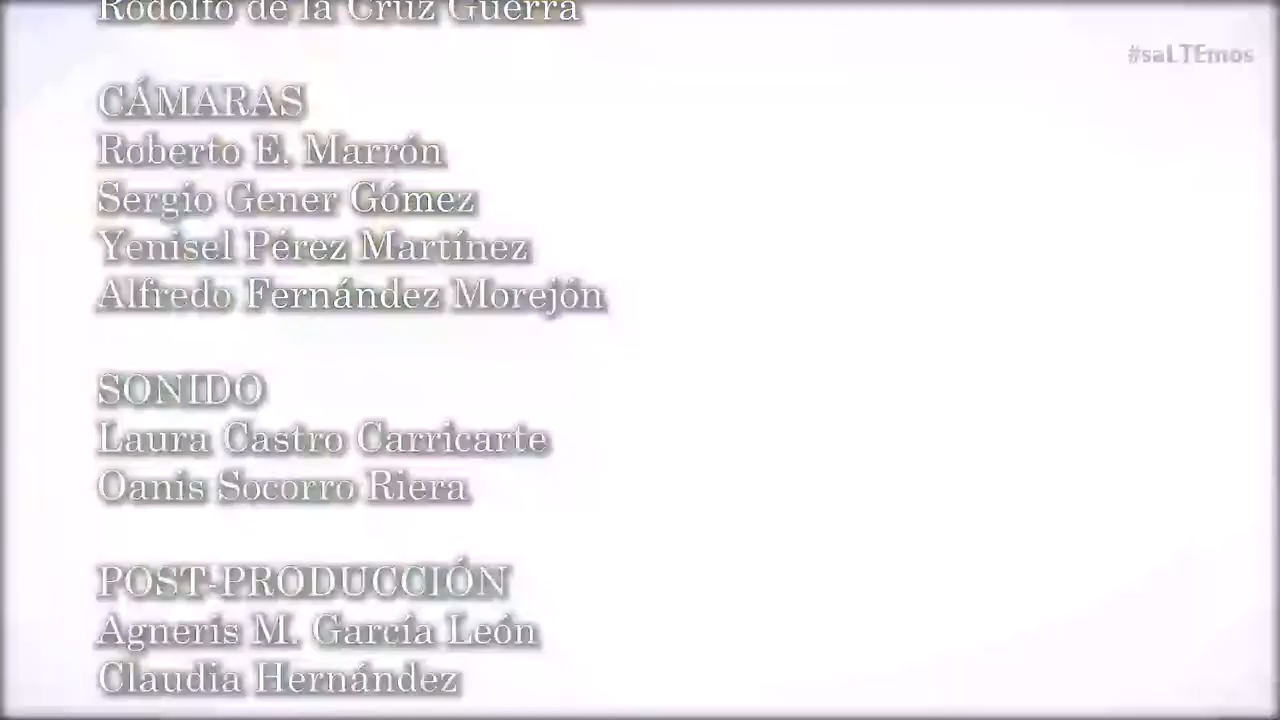 Rodolfo de la Cruz Guerra
#saLTEmos
CÁMARAS
Roberto E. Marrón
Sergio Gener Gómez
Yenisel Pérez Martínez
Alfredo Fernández Morejón
SONIDO
Laura Castro Carricarte
Oanis Socorro Riera
POST-PRODUCCIÓN
Agneris M. García León
Claudia Hernández